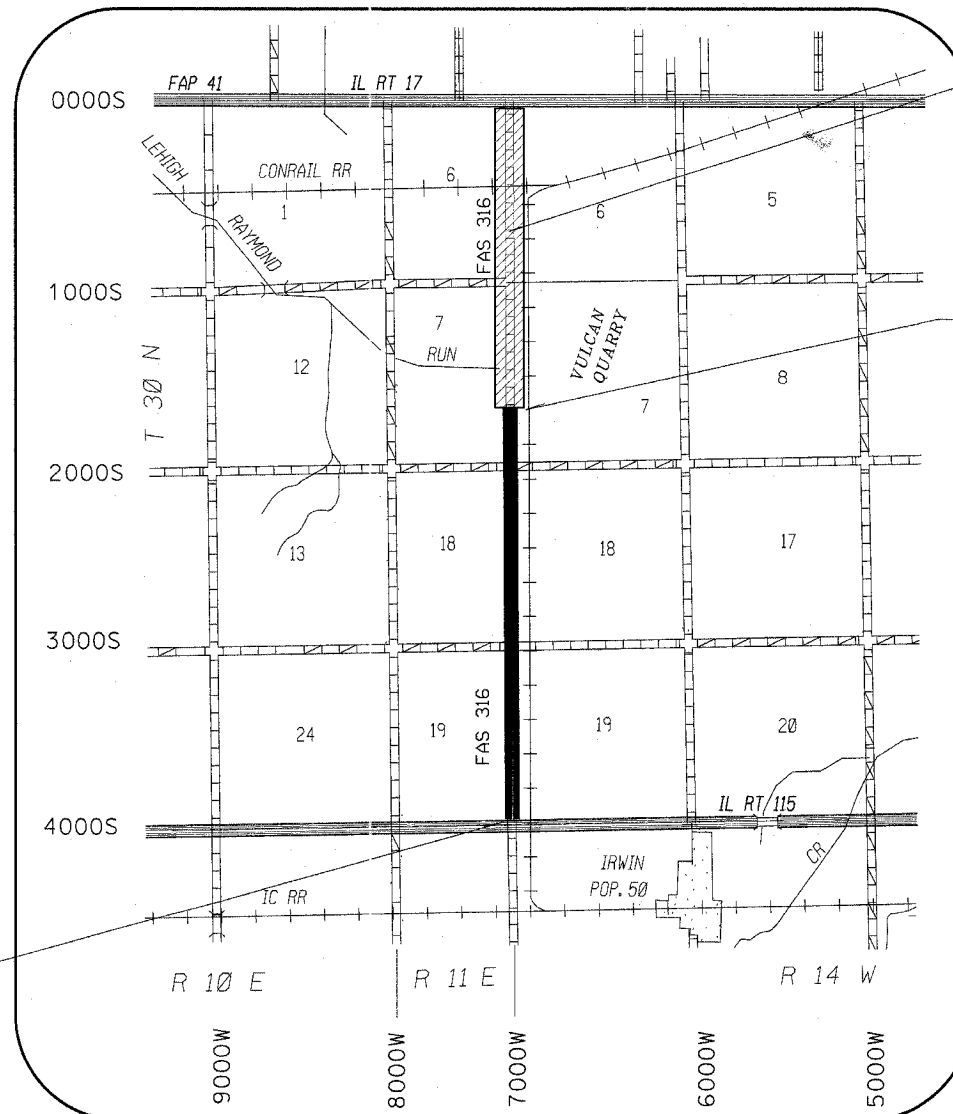 FAP 41
IL RT 17
0000S
LEHIGH
CONRAIL RR
6
5
1
RAYMOND
FAS 316
6
1000S
7
VULCAN
QUARRY
RUN
12
8
T 30 N
7
2000S
13
18
18
17
3000S
FAS 316
24
19
19
20
IL RT 115
4000S
CR
IRWIN
POP. 50
IC RR
R 10 E
R 11 E
R 14 W
9000W
8000W
7000W
6000W
5000W